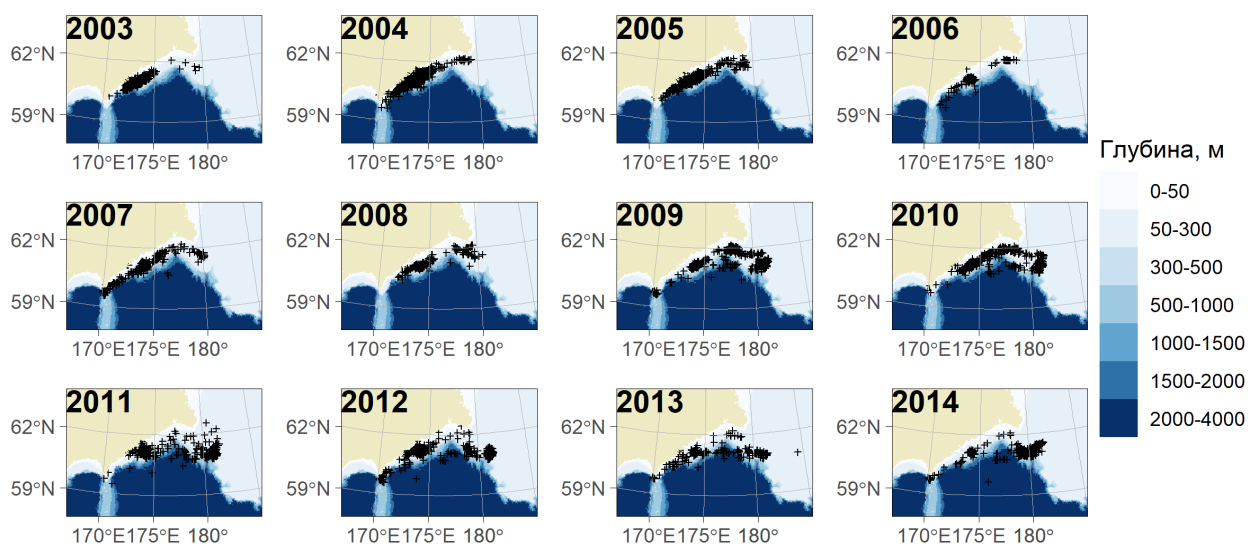 2003
2004
2005
2006
62°N
59°N
170°E175°E 180°
62°N
59°N
170°E175°E 180°
62°N
59°N
170°E175°E 180°
62°N
59°N
170°E175°E 180°
2007
2008
2009
2010
62°N
59°N
170°E175°E 180°
62°N
59°N
170°E175°E 180°
62°N
59°N
170°E175°E 180°
62°N
59°N
170°E175°E 180°
2011
2012
2013
2014
62°N
59°N
170°E175°E 180°
62°N
59°N
170°E175°E 180°
62°N
59°N
170°E175°E 180°
62°N
59°N
170°E175°E 180°
Глубина, м
0-50
50-300
300-500
500-1000
1000-1500
1500-2000
2000-4000